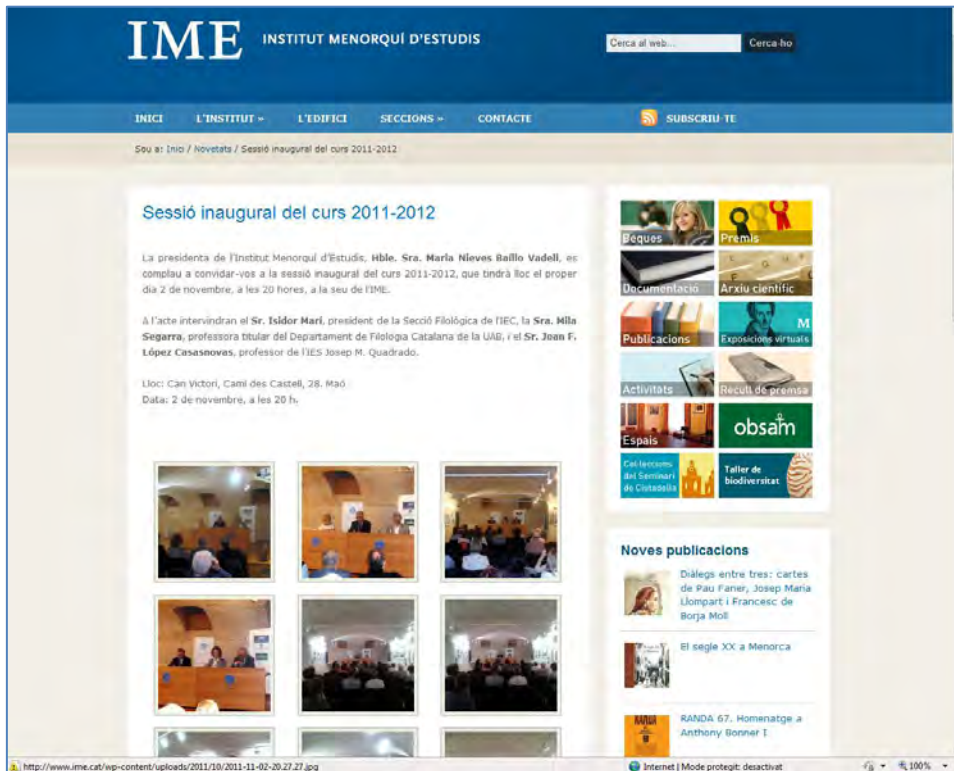 IME INSTITUT MENORQUÍ D'ESTUDIS
Cerca al web... Cerca-ho
INICI L'INSTITUT » L'EDIFICI SECCIONS » CONTACTE SUBSCRIU-TE
Sou a: Inici / Novetats / Sessió inaugural del curs 2011-2012
Sessió inaugural del curs 2011-2012
La presidenta de l'Institut Menorquí d'Estudis, Hble. Sra. Maria Nieves Baíllo Vadell, es
complau a convidar-vos a la sessió inaugural del curs 2011-2012, que tindrà lloc el proper
dia 2 de novembre, a les 20 hores, a la seu de l'IME.
A l'acte intervindran el Sr. Isidor Marí, president de la Secció Filològica de l'IEC, la Sra. Mila
Segarra, professora titular del Departament de Filologia Catalana de la UAB, i el Sr. Joan F.
López Casasnovas, professor de l'IES Josep M. Quadrado.
Lloc: Can Victori, Camí des Castell, 28. Maó
Data: 2 de novembre, a les 20 h.
Beques
Premis
Documentació
Arxiu científic
Publicacions
M
Exposicions virtuals
Activitats
Recull de premsa
Espais
obsam
Col·leccions
del Seminari
de Ciutadella
Taller de
biodiversitat
Noves publicacions
Diàlegs entre tres: cartes
de Pau Faner, Josep Maria
Llompart i Francesc de
Borja Moll
El segle XX a Menorca
RANDA
RANDA 67. Homenatge a
Anthony Bonner I
http://www.ime.cat/wp-content/uploads/2011/10/2011-11-02-20.27.27.jpg
Internet | Mode protegit: desactivat
100%